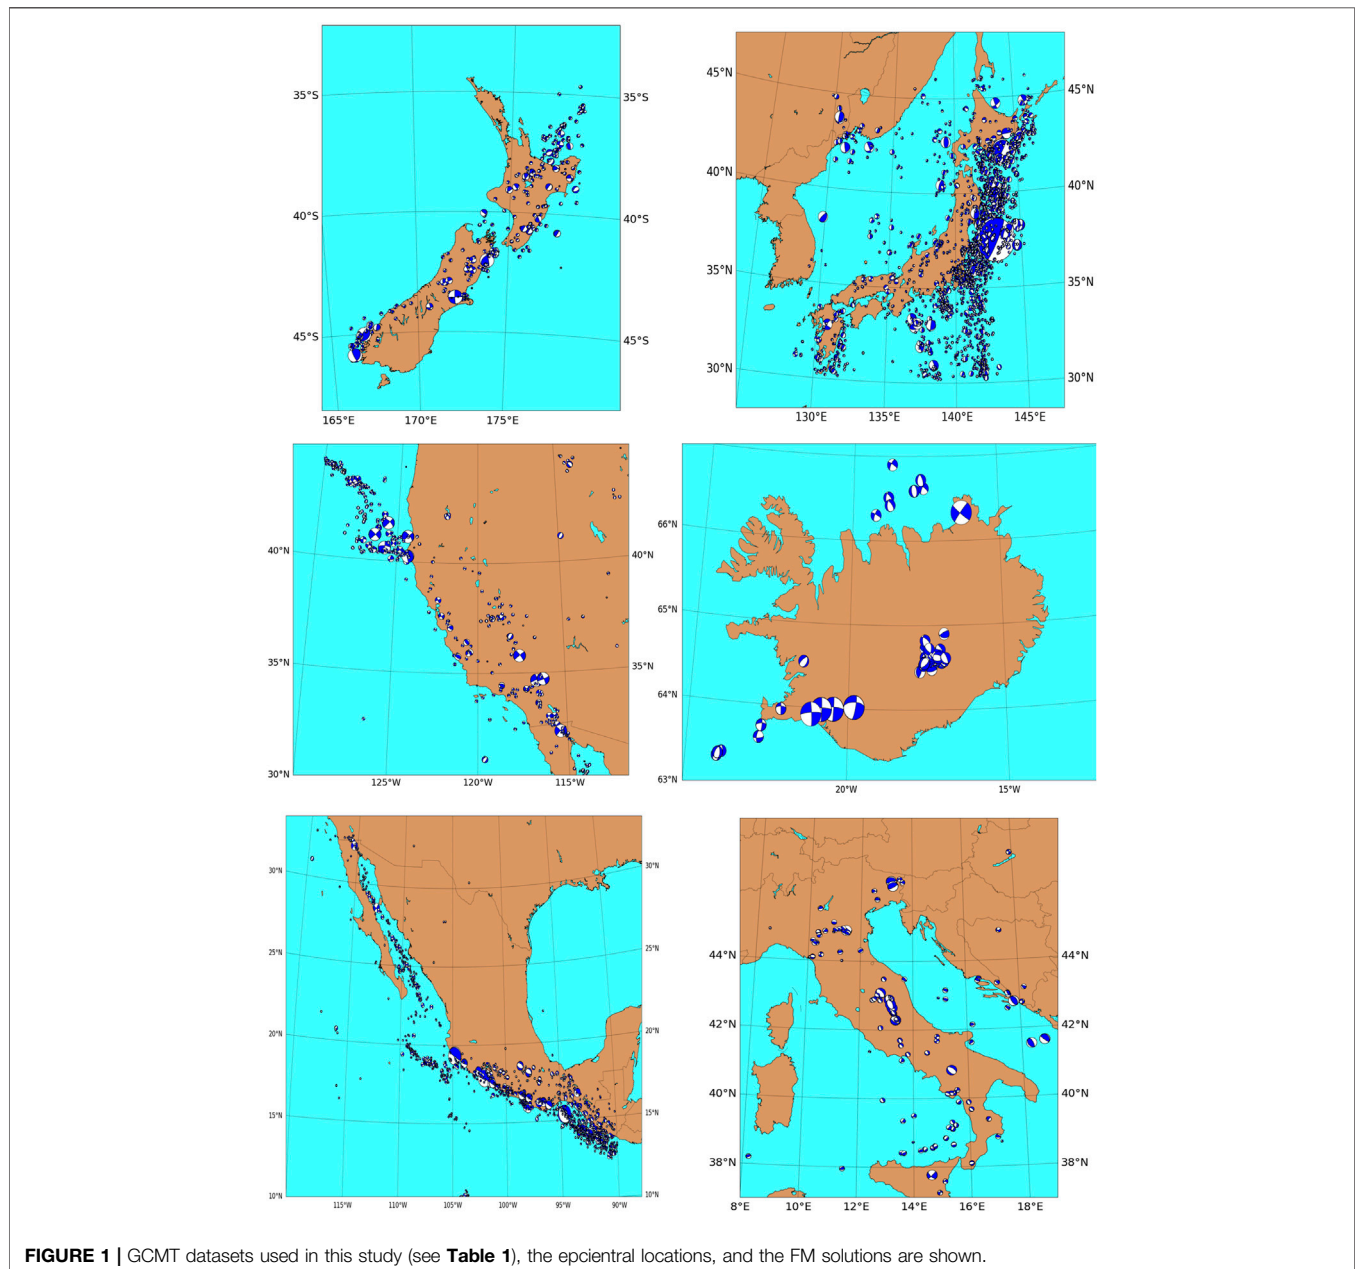 35°S
35°S
40°S
40°S
45°S
45°S
165°E 170°E 175°E
45°N
45°N
40°N
40°N
35°N
35°N
30°N
30°N
130°E 135°E 140°E 145°E
40°N
40°N
35°N
35°N
30°N
125°W 120°W 115°W
66°N
65°N
64°N
63°N
20°W 15°W
30°N
30°N
25°N
25°N
20°N
20°N
15°N
15°N
10°N
10°N
115°W 110°W 105°W 100°W 95°W 90°W
44°N
44°N
42°N
42°N
40°N
40°N
38°N
38°N
8°E 10°E 12°E 14°E 16°E 18°E
FIGURE 1 | GCMT datasets used in this study (see Table 1), the epcientral locations, and the FM solutions are shown.